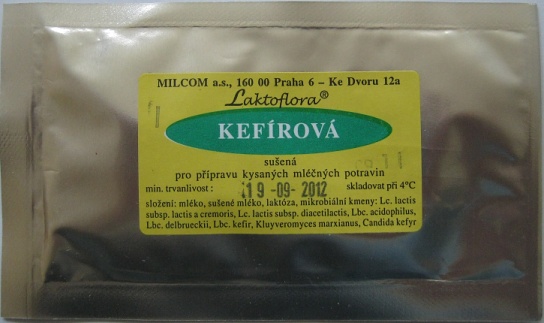 MILCOM a.s., 160 00 Praha 6 – Ke Dvoru 12a
Laktoflora®
KEFÍROVÁ
sušená
pro přípravu kysaných mléčných potravin
min. trvanlivost : 19 -09- 2012 skladovat při 4°C
složení: mléko, sušené mléko, laktóza, mikrobiální kmeny: Lc. lactis
subsp. lactis a cremoris, Lc. lactis subsp. diacetilactis, Lbc. acidophilus,
Lbc. delbrueckii, Lbc. kefir, Kluyveromyces marxianus, Candida kefyr